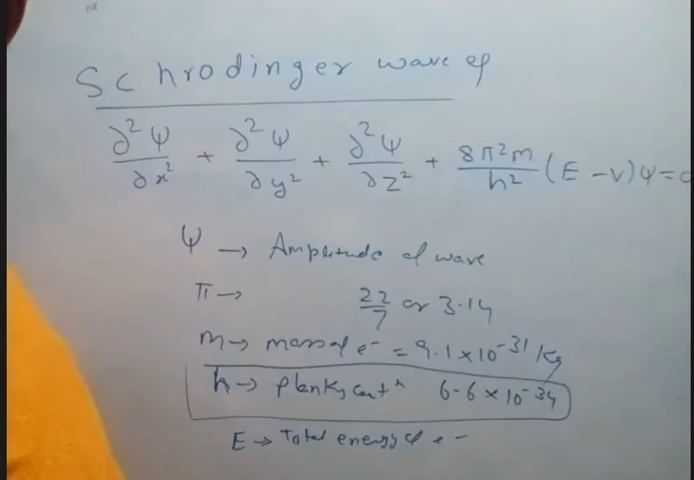 Schrodinger wave eq
∂²Ψ/∂x² + ∂²Ψ/∂y² + ∂²Ψ/∂z² + 8π²m/h² (E - V)Ψ = 0
Ψ → Amplitude of wave
π → 22/7 or 3.14
m → mass of e⁻ = 9.1 × 10⁻³¹ Kg
h → planks 6.6 × 10⁻³⁴
E → Total energy of e⁻